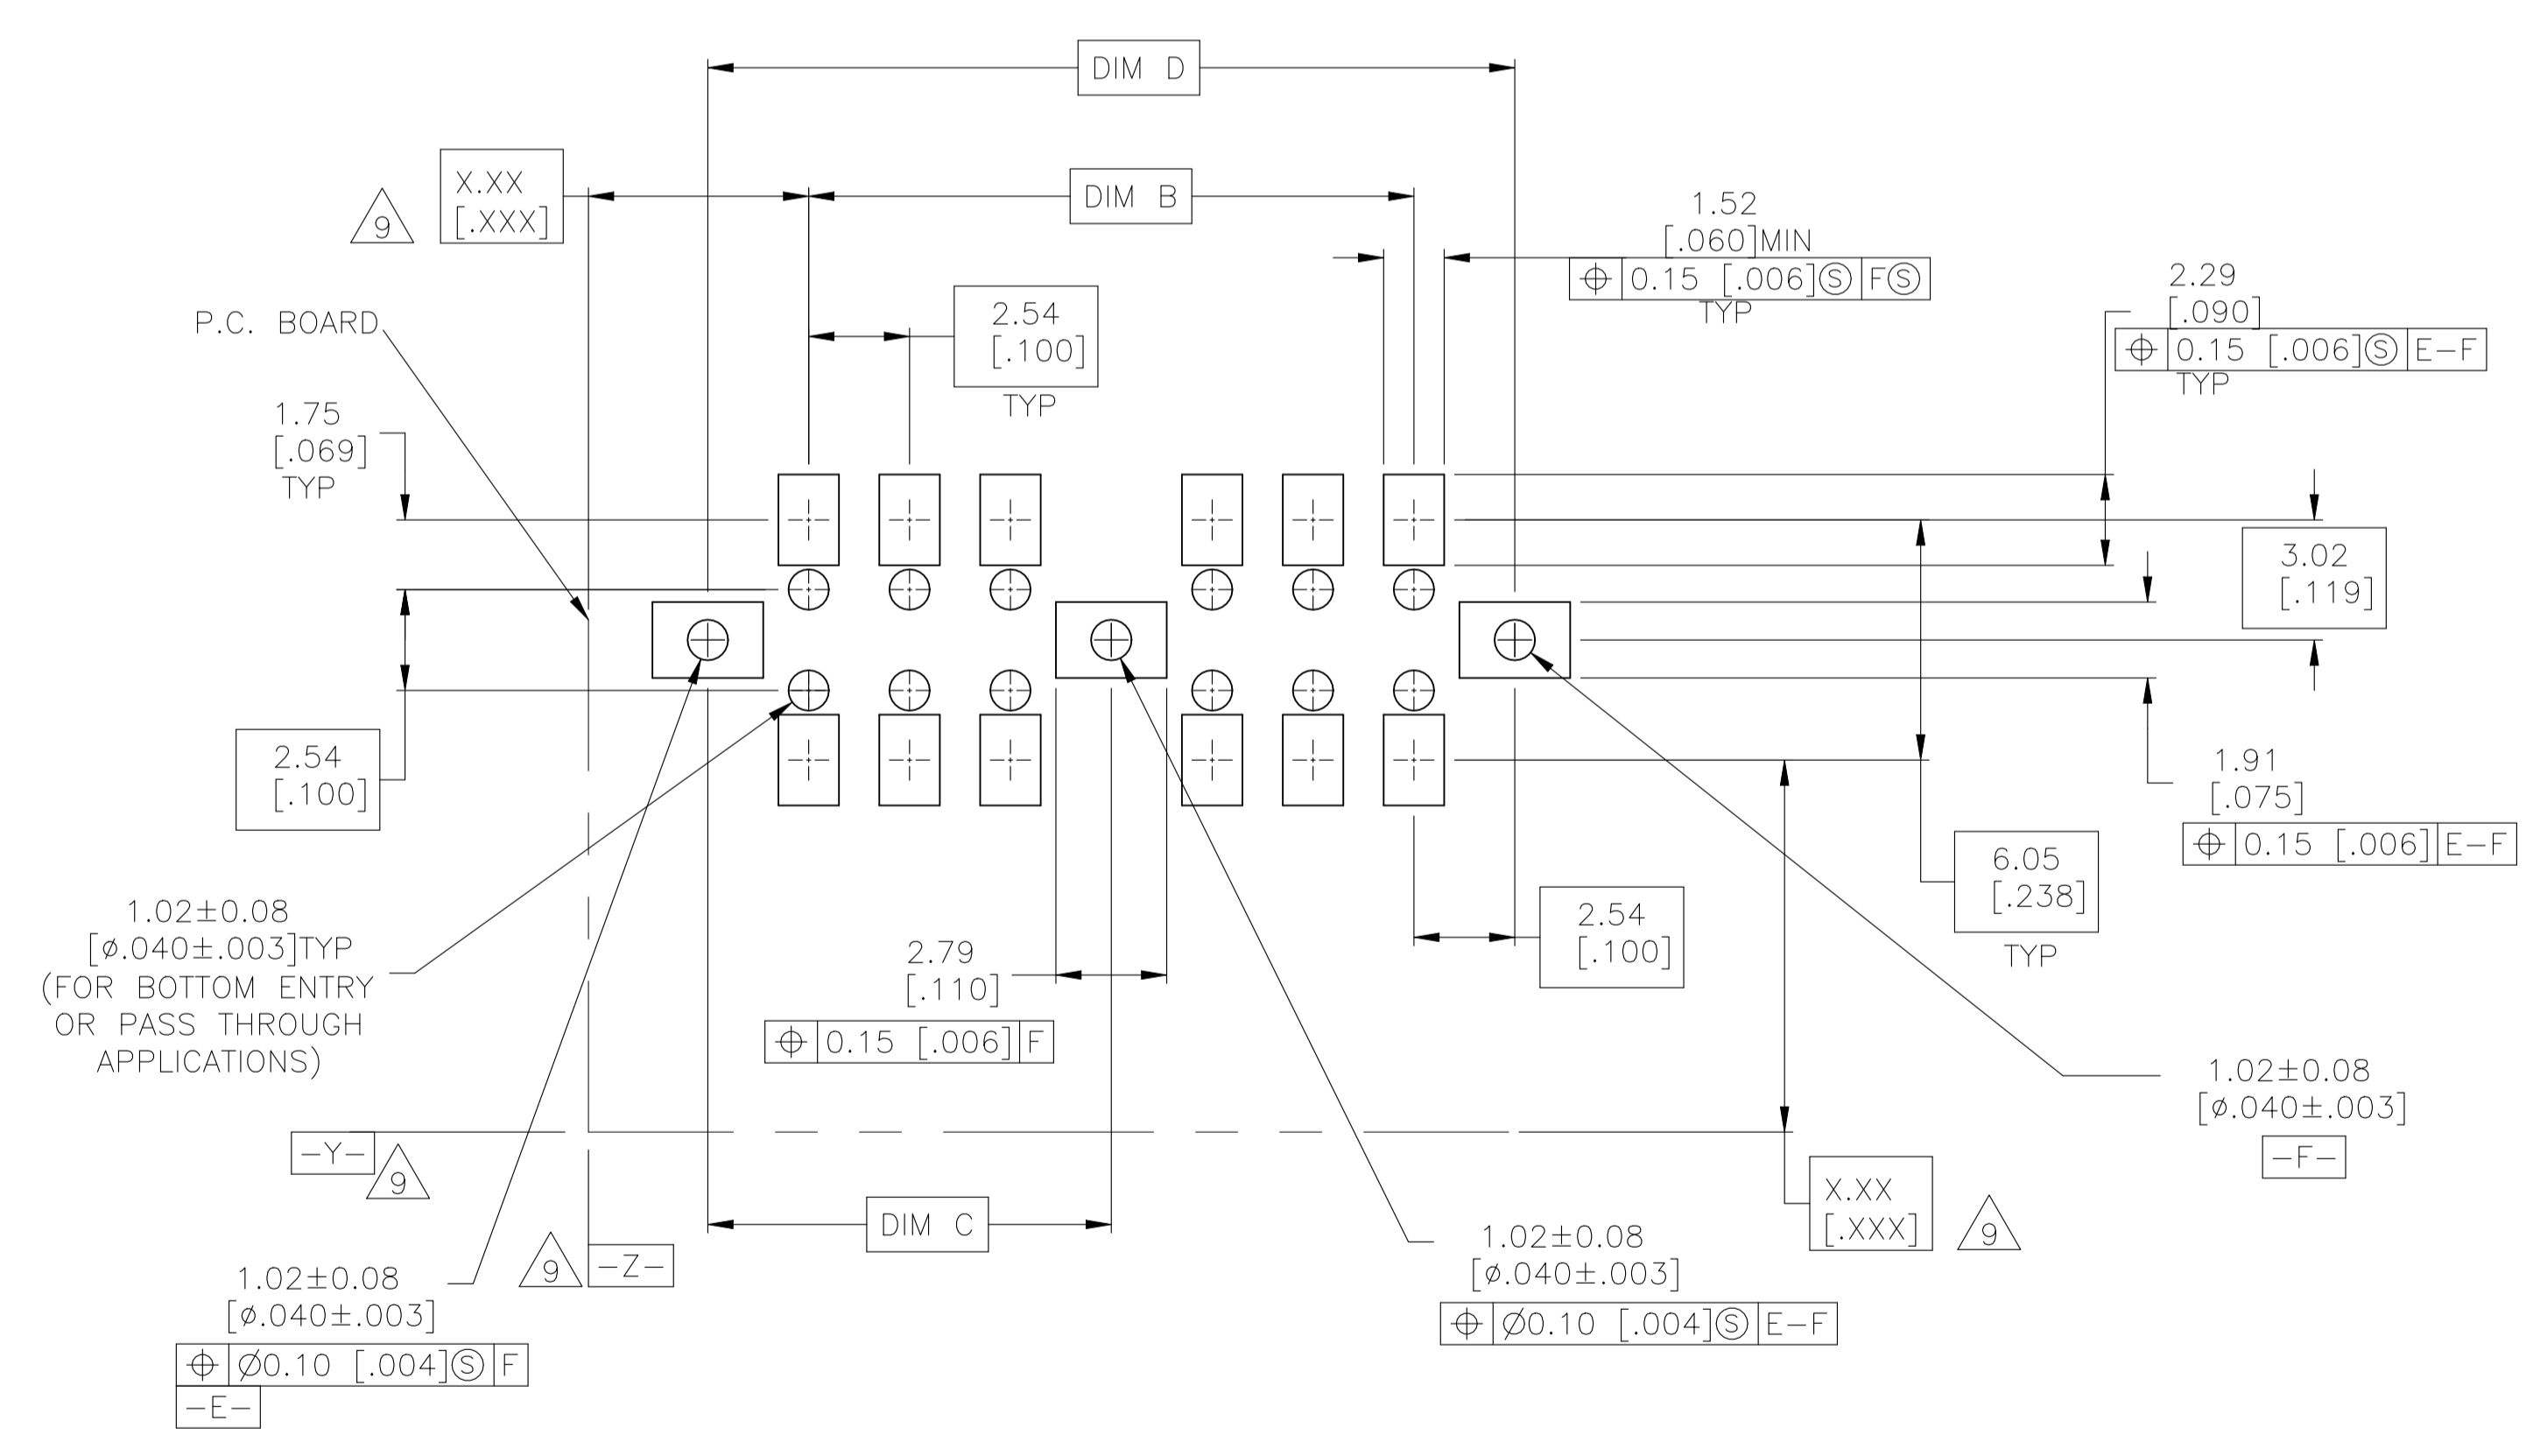 DIM D
X.XX
[.XXX]
9
DIM B
1.52
[.060]MIN
⌖ 0.15 [.006]Ⓢ FⓈ
TYP
2.29
[.090]
⌖ 0.15 [.006]Ⓢ E-F
TYP
P.C. BOARD
2.54
[.100]
TYP
1.75
[.069]
TYP
3.02
[.119]
2.54
[.100]
1.91
[.075]
⌖ 0.15 [.006] E-F
6.05
[.238]
TYP
1.02±0.08
[⌀.040±.003]TYP
(FOR BOTTOM ENTRY
OR PASS THROUGH
APPLICATIONS)
2.79
[.110]
⌖ 0.15 [.006] F
2.54
[.100]
1.02±0.08
[⌀.040±.003]
-F-
-Y-
9
X.XX
[.XXX]
9
DIM C
9
-Z-
1.02±0.08
[⌀.040±.003]
⌖ ⌀0.10 [.004]Ⓢ E-F
1.02±0.08
[⌀.040±.003]
⌖ ⌀0.10 [.004]Ⓢ F
-E-